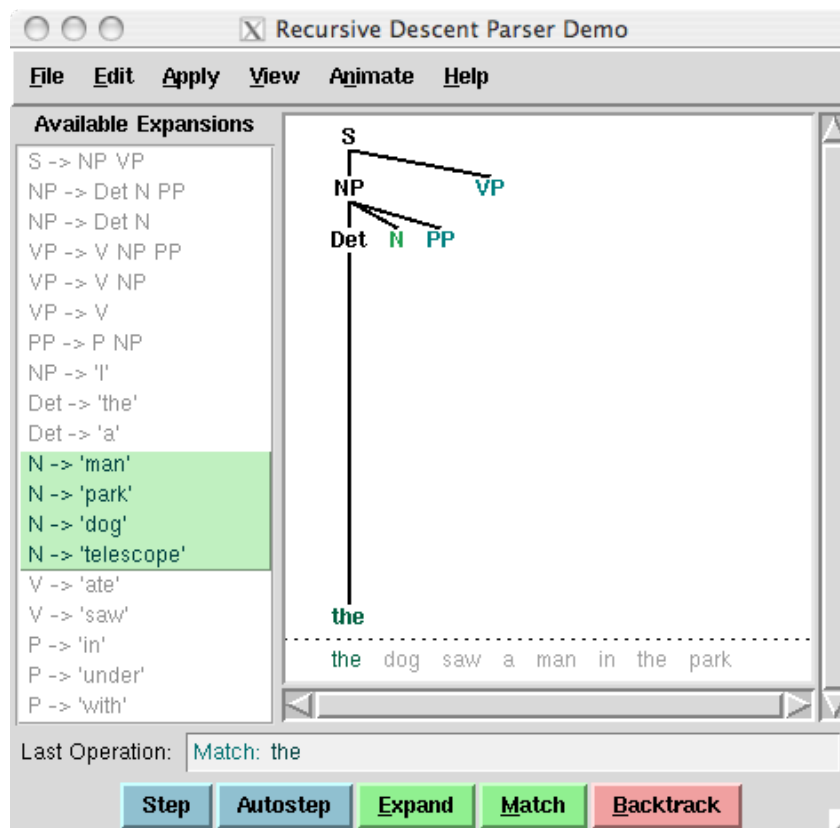 X Recursive Descent Parser Demo
File Edit Apply View Animate Help
Available Expansions
S -> NP VP
NP -> Det N PP
NP -> Det N
VP -> V NP PP
VP -> V NP
VP -> V
PP -> P NP
NP -> 'I'
Det -> 'the'
Det -> 'a'
N -> 'man'
N -> 'park'
N -> 'dog'
N -> 'telescope'
V -> 'ate'
V -> 'saw'
P -> 'in'
P -> 'under'
P -> 'with'
S
NP VP
Det N PP
the
the dog saw a man in the park
Last Operation: Match: the
Step Autostep Expand Match Backtrack